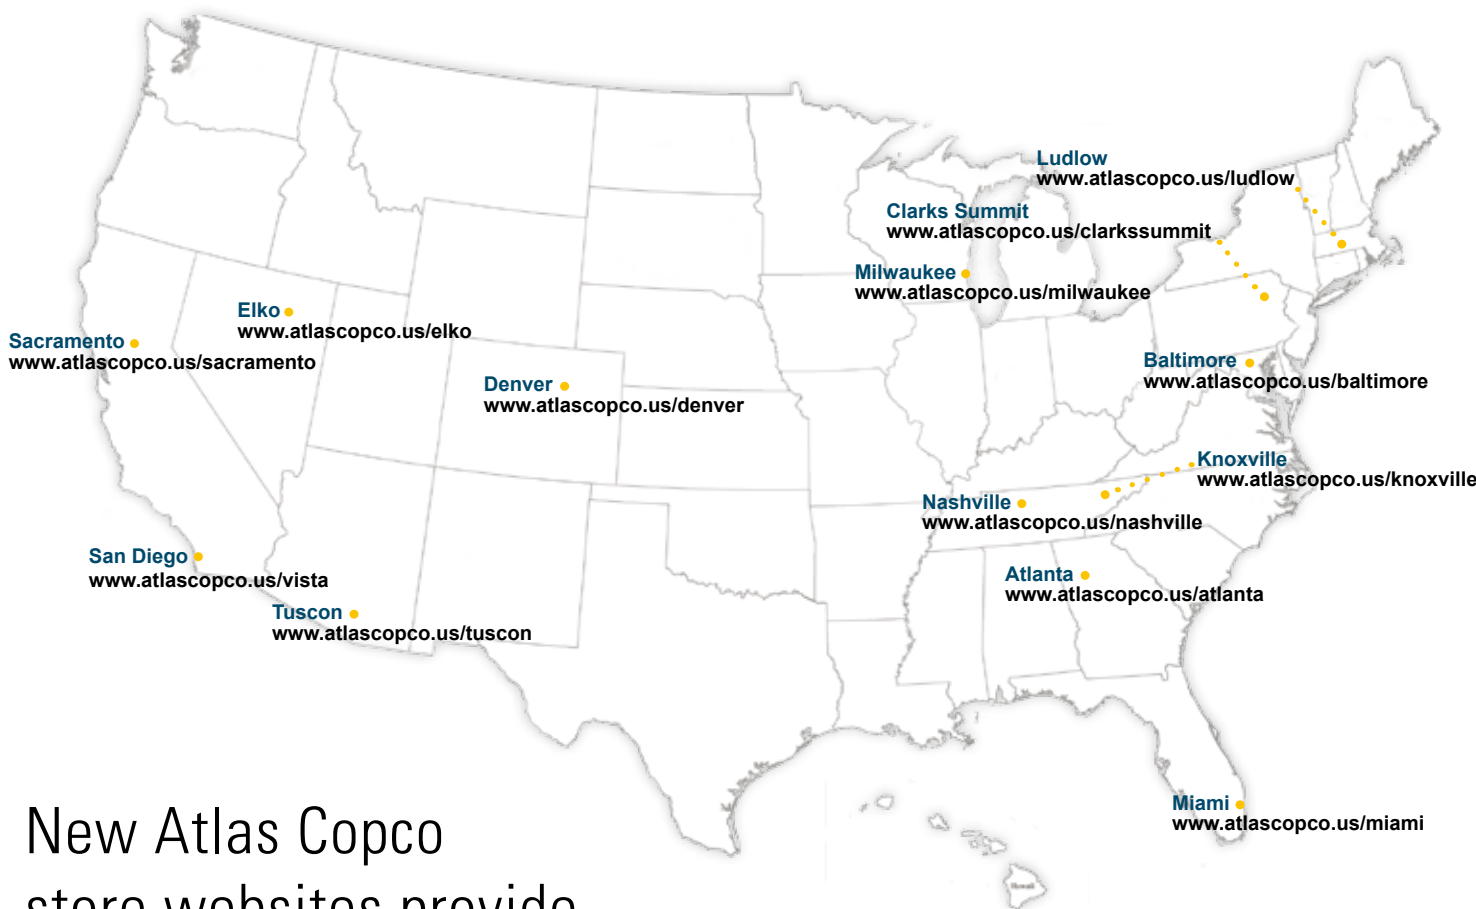 Ludlow
www.atlascopco.us/ludlow
Clarks Summit
www.atlascopco.us/clarkssummit
Milwaukee
www.atlascopco.us/milwaukee
Elko
www.atlascopco.us/elko
Sacramento
www.atlascopco.us/sacramento
Denver
www.atlascopco.us/denver
Baltimore
www.atlascopco.us/baltimore
Knoxville
www.atlascopco.us/knoxville
Nashville
www.atlascopco.us/nashville
San Diego
www.atlascopco.us/vista
Atlanta
www.atlascopco.us/atlanta
Tuscon
www.atlascopco.us/tuscon
Miami
www.atlascopco.us/miami
New Atlas Copco
store websites provide
Hawaii